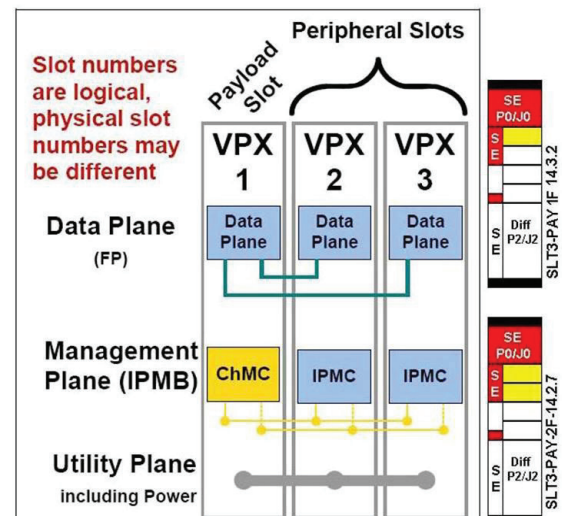 Peripheral Slots
Slot numbers
are logical,
physical slot
numbers may
be different
Payload
Slot
VPX
1
VPX
2
VPX
3
Data Plane
(FP)
Data
Plane
Data
Plane
Data
Plane
Management
Plane (IPMB)
ChMC
IPMC
IPMC
Utility Plane
including Power
SE
P0/J0
S
E
S
E
Diff
P2/J2
SLT3-PAY 1F 14.3.2
SE
P0/J0
S
E
S
E
Diff
P2/J2
SLT3-PAY-2F-14.2.7